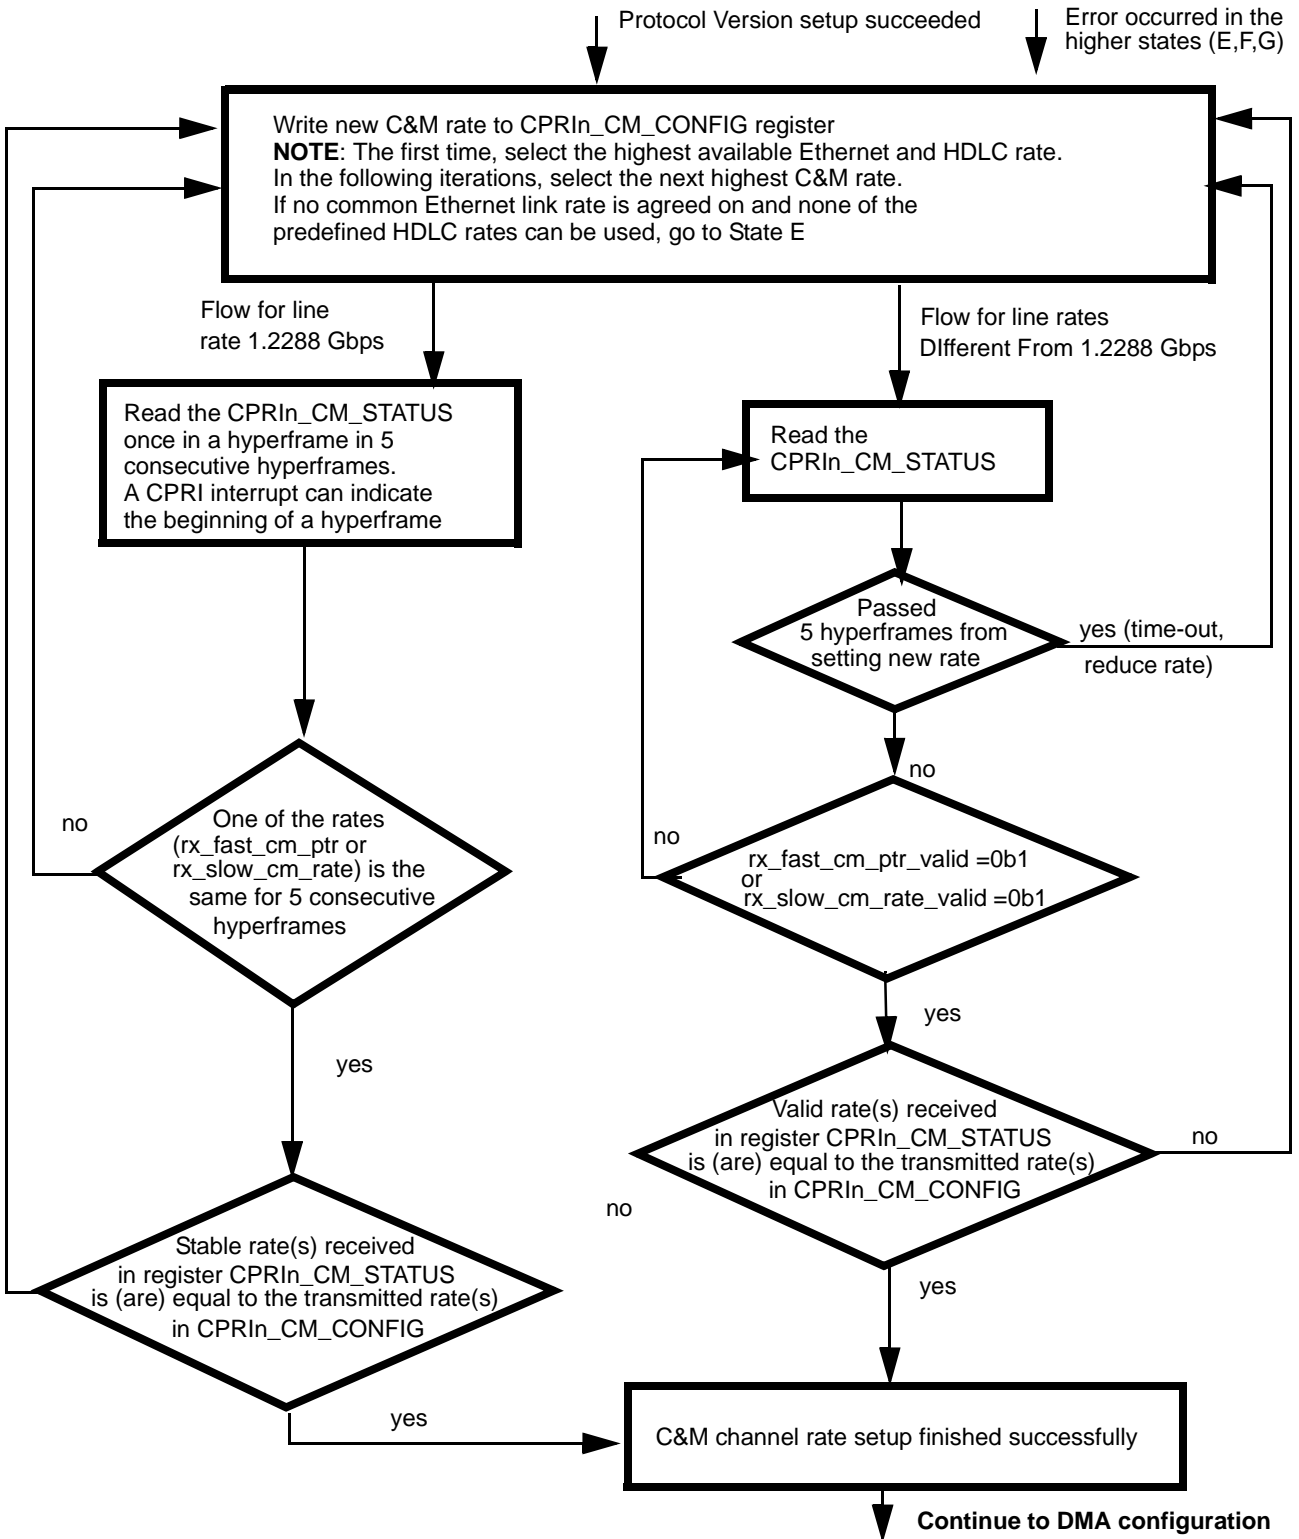 Protocol Version setup succeeded
Error occurred in the
higher states (E,F,G)
Write new C&M rate to CPRIn_CM_CONFIG register
NOTE: The first time, select the highest available Ethernet and HDLC rate.
In the following iterations, select the next highest C&M rate.
If no common Ethernet link rate is agreed on and none of the
predefined HDLC rates can be used, go to State E
Flow for line
rate 1.2288 Gbps
Flow for line rates
DIfferent From 1.2288 Gbps
Read the CPRIn_CM_STATUS
once in a hyperframe in 5
consecutive hyperframes.
A CPRI interrupt can indicate
the beginning of a hyperframe
Read the
CPRIn_CM_STATUS
Passed
5 hyperframes from
setting new rate
yes (time-out,
reduce rate)
no
no
One of the rates
(rx_fast_cm_ptr or
rx_slow_cm_rate) is the
same for 5 consecutive
hyperframes
no
rx_fast_cm_ptr_valid =0b1
or
rx_slow_cm_rate_valid =0b1
yes
yes
Valid rate(s) received
in register CPRIn_CM_STATUS
is (are) equal to the transmitted rate(s)
in CPRIn_CM_CONFIG
no
no
Stable rate(s) received
in register CPRIn_CM_STATUS
is (are) equal to the transmitted rate(s)
in CPRIn_CM_CONFIG
yes
yes
C&M channel rate setup finished successfully
Continue to DMA configuration